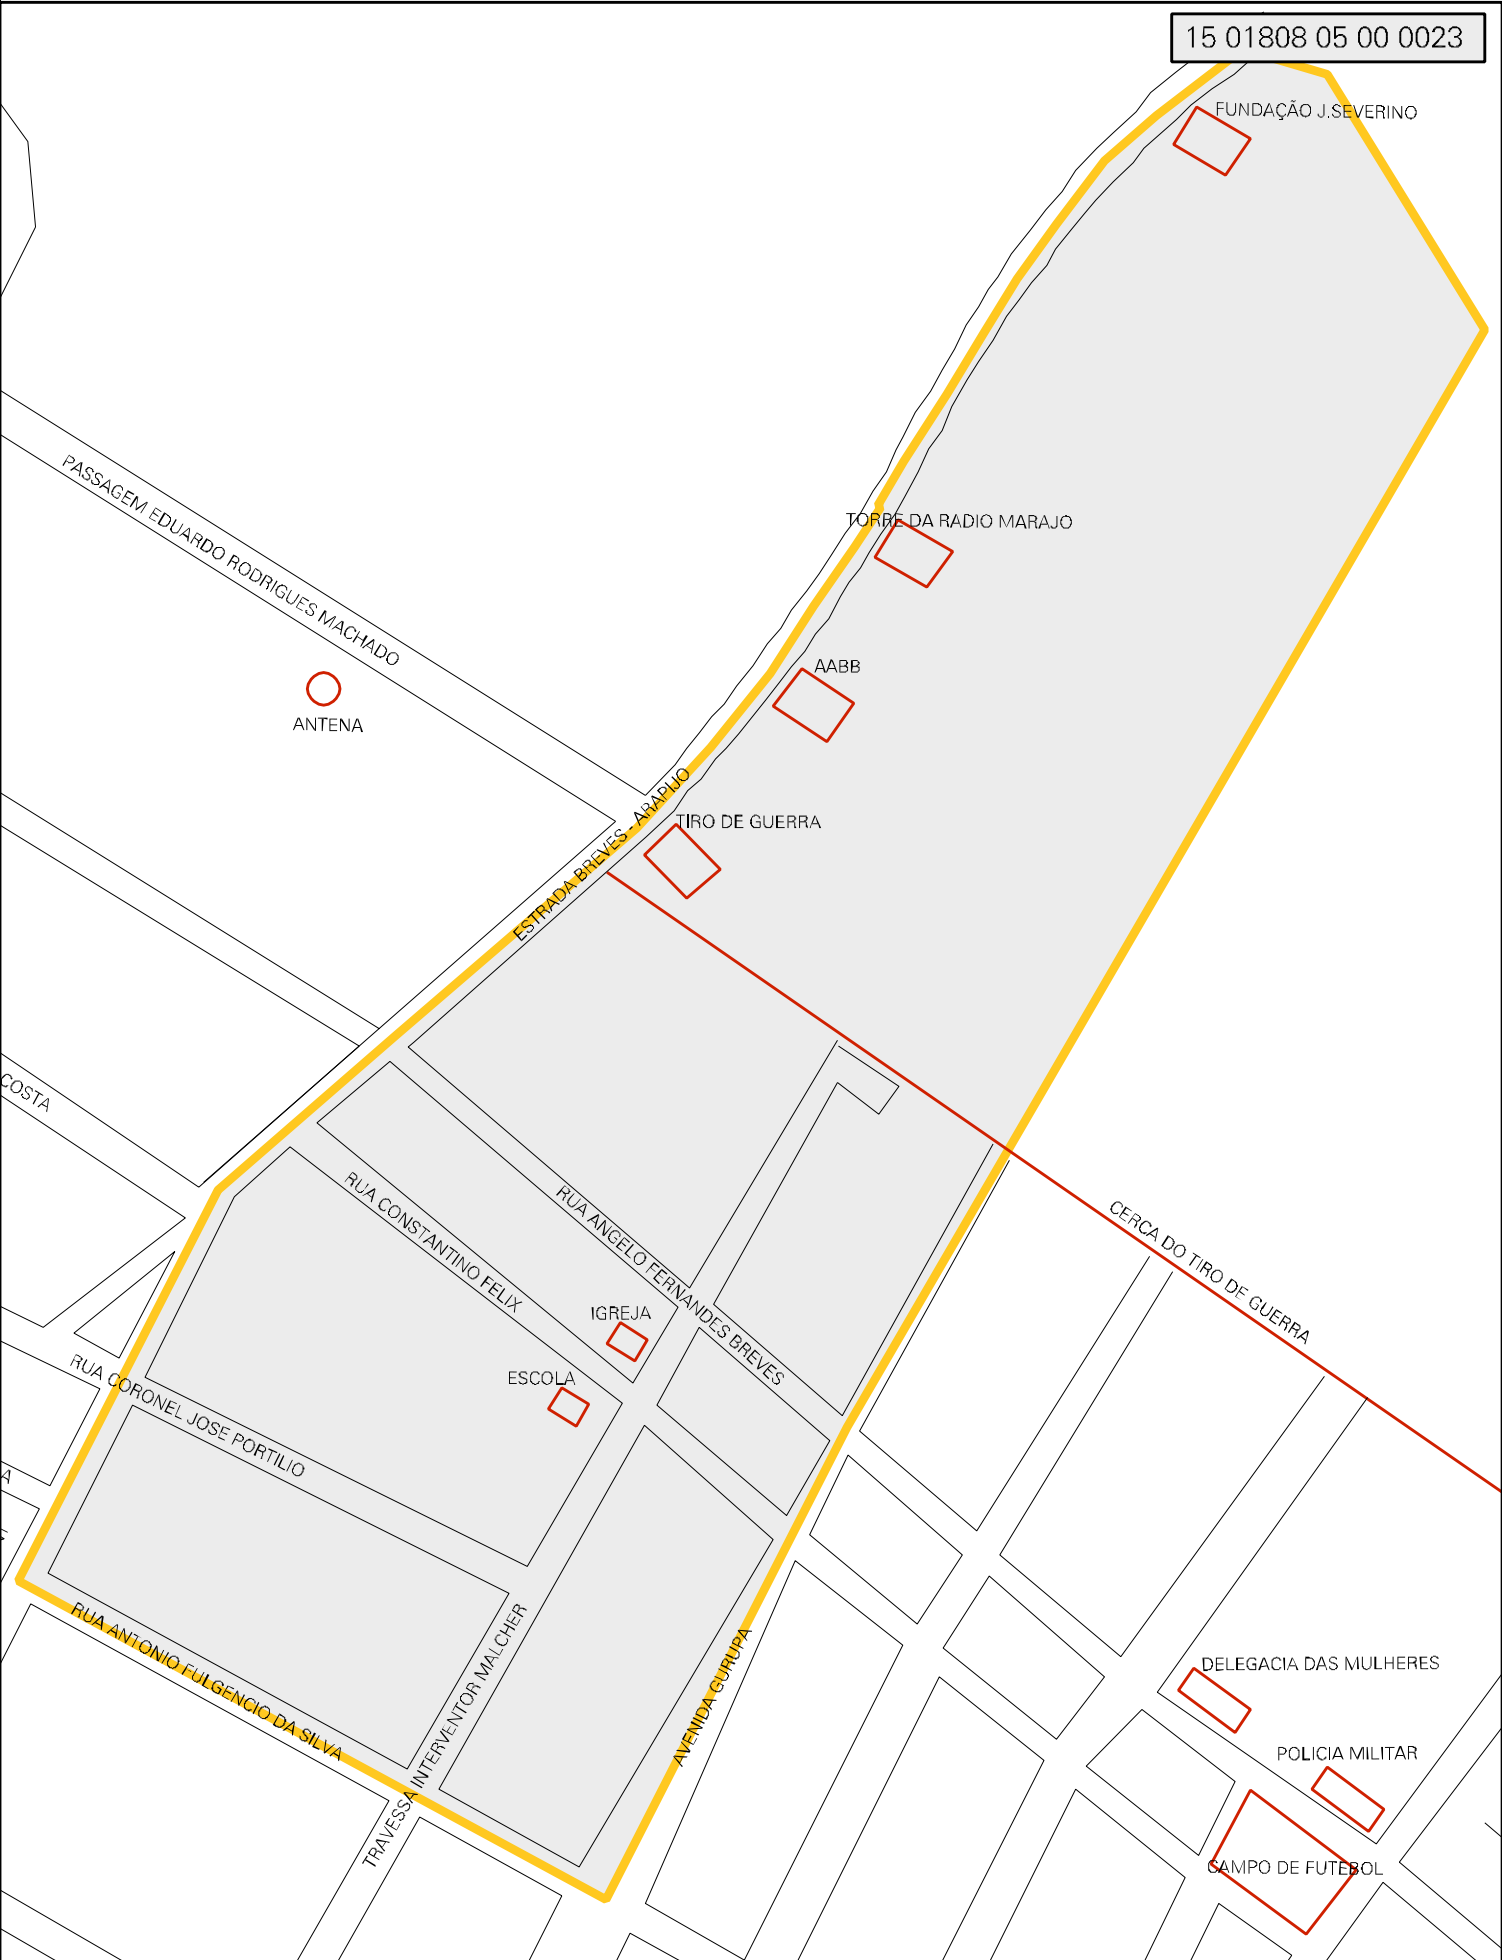 15 01808 05 00 0023
FUNDAÇÃO J.SEVERINO
PASSAGEM EDUARDO RODRIGUES MACHADO
TORRE DA RADIO MARAJO
AABB
ANTENA
ESTRADA BREVES - ARAPIJO
TIRO DE GUERRA
COSTA
RUA CONSTANTINO FELIX
RUA ANGELO FERNANDES BREVES
CERCA DO TIRO DE GUERRA
IGREJA
ESCOLA
RUA CORONEL JOSE PORTILIO
A
RUA ANTONIO FULGENCIO DA SILVA
TRAVESSA INTERVENTOR MALCHER
AVENIDA GURUPA
DELEGACIA DAS MULHERES
POLICIA MILITAR
CAMPO DE FUTEBOL